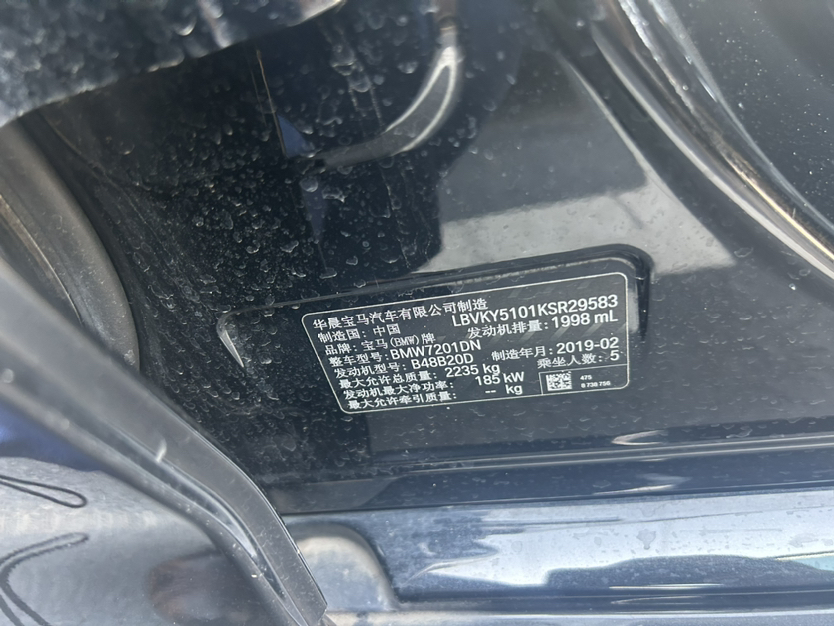 华晨宝马汽车有限公司制造
制造国：中国 LBVKY5101KSR29583
品牌：宝马(BMW)牌 发动机排量：1998 mL
整车型号：BMW7201DN
发动机型号：B48B20D 制造年月：2019-02
最大允许总质量：2235 kg 乘坐人数：5
发动机最大净功率：185 kW
最大允许牵引质量：-- kg
475
8 738 756